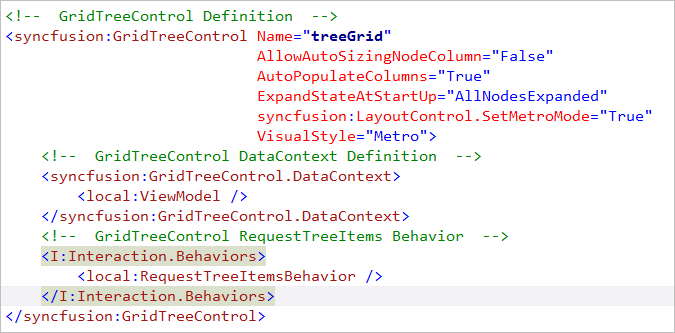 <!--  GridTreeControl Definition  -->
<syncfusion:GridTreeControl Name="treeGrid"
                            AllowAutoSizingNodeColumn="False"
                            AutoPopulateColumns="True"
                            ExpandStateAtStartUp="AllNodesExpanded"
                            syncfusion:LayoutControl.SetMetroMode="True"
                            VisualStyle="Metro">
    <!--  GridTreeControl DataContext Definition  -->
    <syncfusion:GridTreeControl.DataContext>
        <local:ViewModel />
    </syncfusion:GridTreeControl.DataContext>
    <!--  GridTreeControl RequestTreeItems Behavior  -->
    <I:Interaction.Behaviors>
        <local:RequestTreeItemsBehavior />
    </I:Interaction.Behaviors>
</syncfusion:GridTreeControl>